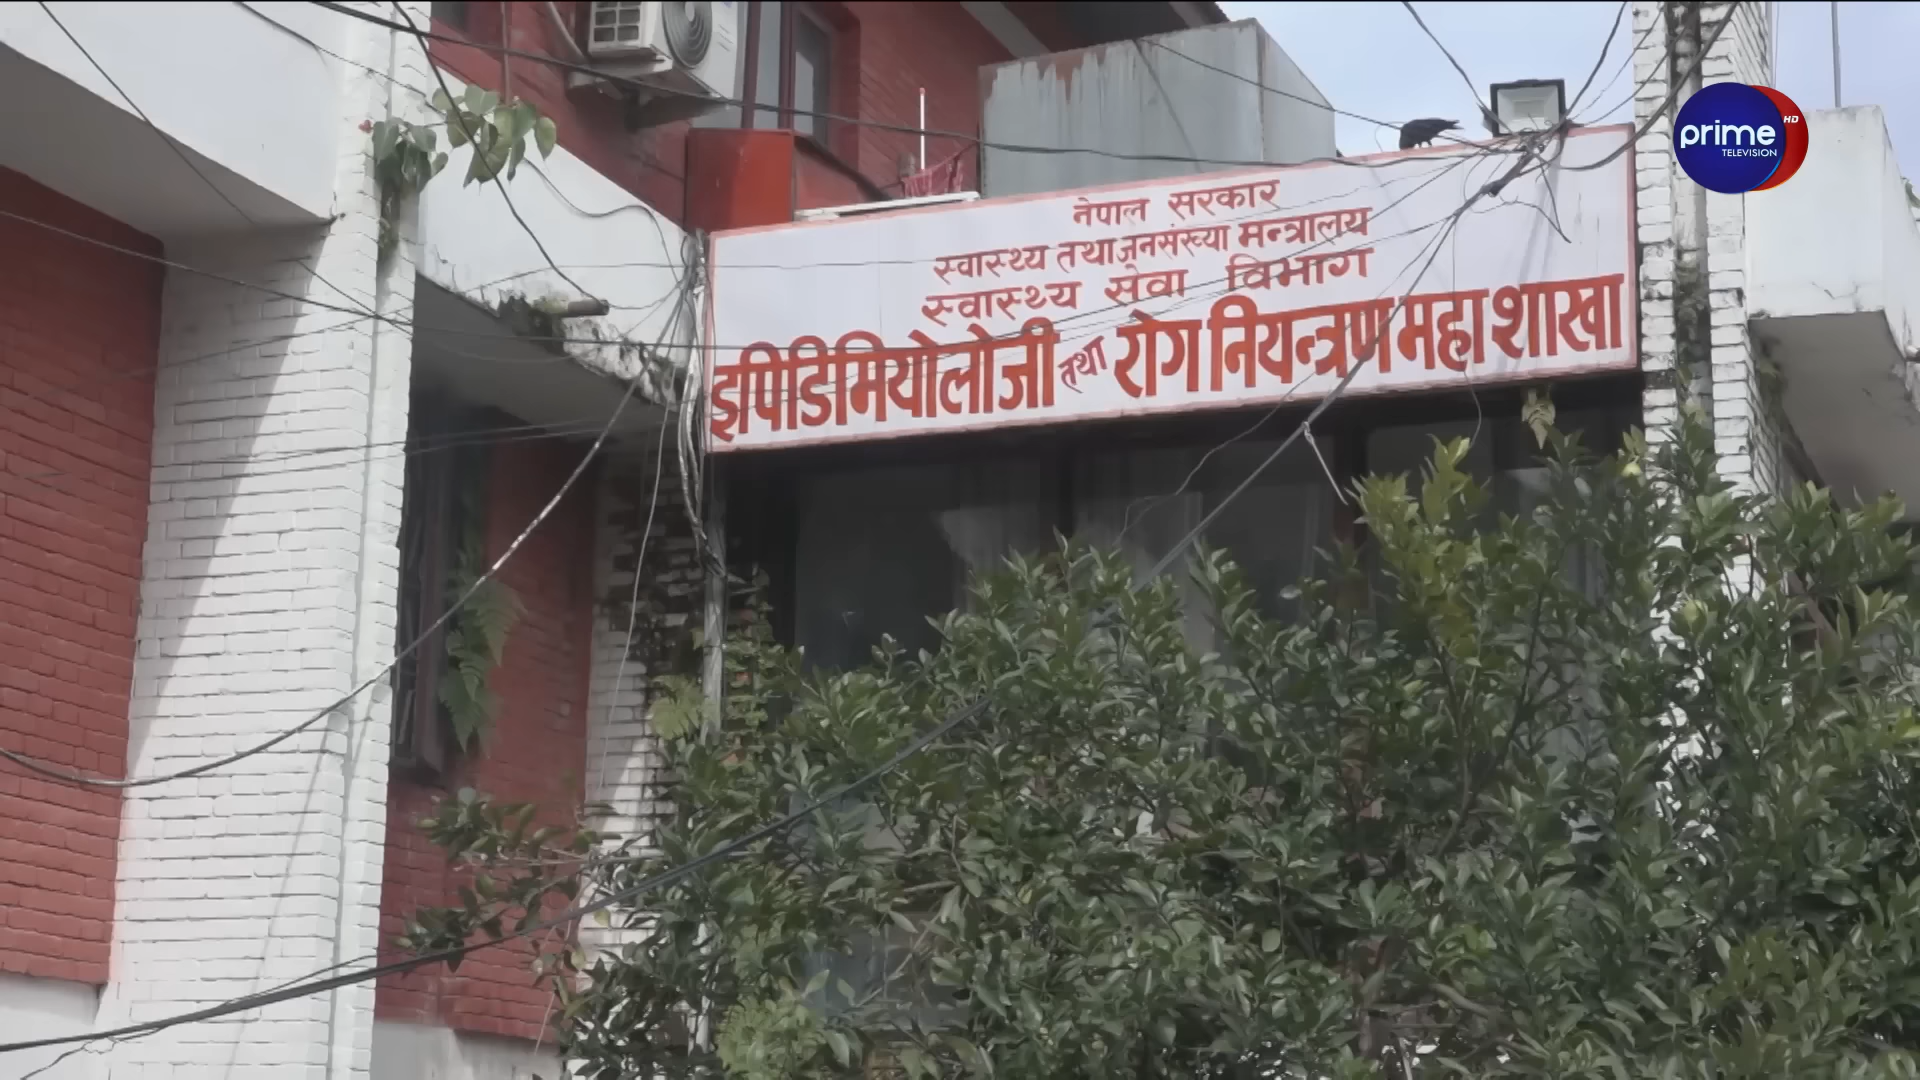 नेपाल सरकार
स्वास्थ्य तथा जनसंख्या मन्त्रालय
स्वास्थ्य सेवा विभाग
इपिडिमियोलोजी तथा रोग नियन्त्रण महाशाखा
prime HD
TELEVISION